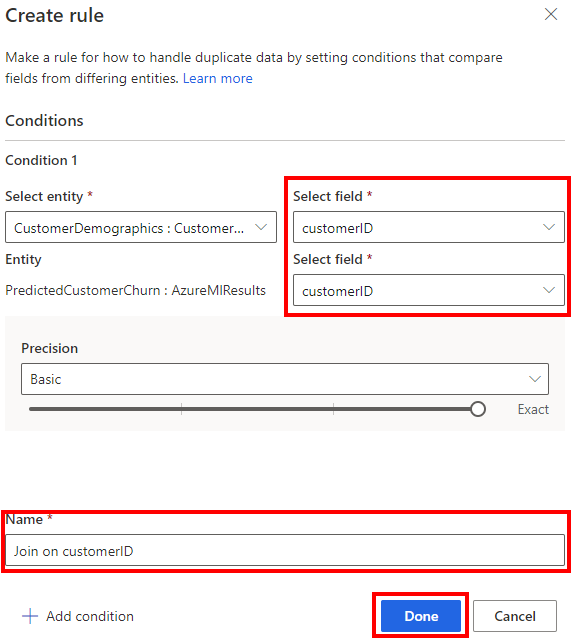 Create rule
Make a rule for how to handle duplicate data by setting conditions that compare
fields from differing entities. Learn more
Conditions
Condition 1
Select entity *
Select field *
CustomerDemographics : Customer...
customerID
Entity
Select field *
PredictedCustomerChurn : AzureMlResults
customerID
Precision
Basic
Exact
Name *
Join on customerID
Add condition
Done
Cancel